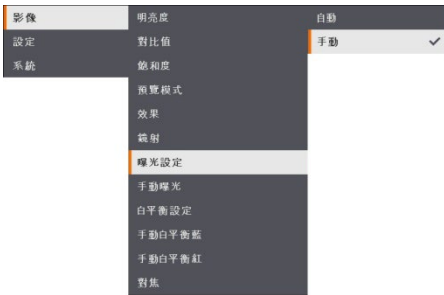 影像
設定
系統
明亮度
對比值
飽和度
預覽模式
效果
鏡射
曝光設定
手動曝光
白平衡設定
手動白平衡藍
手動白平衡紅
對焦
自動
手動